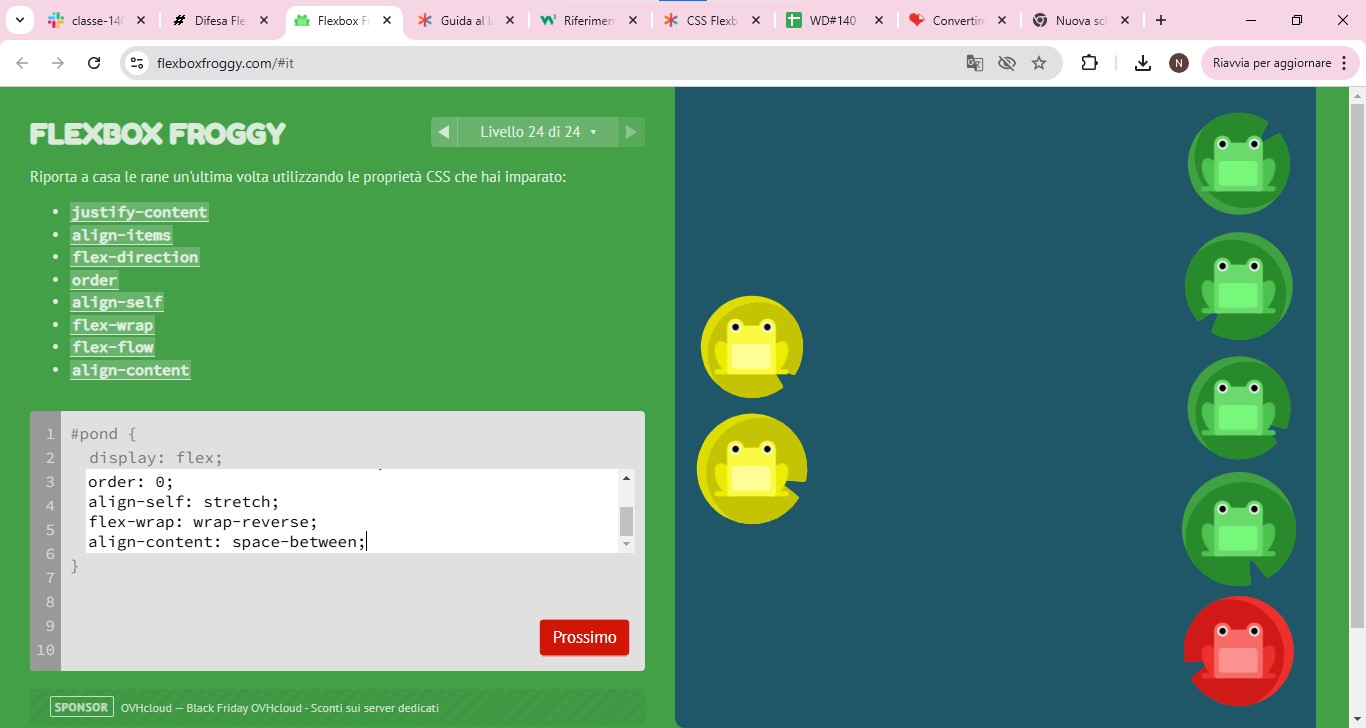 classe-140
Difesa Fle
Flexbox Fr
Guida al l
Riferimen
CSS Flexb
WD#140
Convertire
Nuova sch
flexboxfroggy.com/#it
N
Riavvia per aggiornare
FLEXBOX FROGGY
Livello 24 di 24
Riporta a casa le rane un'ultima volta utilizzando le proprietà CSS che hai imparato:
justify-content
align-items
flex-direction
order
align-self
flex-wrap
flex-flow
align-content
1 #pond {
2 display: flex;
3 order: 0;
4 align-self: stretch;
5 flex-wrap: wrap-reverse;
6 align-content: space-between;
7 }
8
9
10
Prossimo
SPONSOR OVHcloud — Black Friday OVHcloud - Sconti sui server dedicati